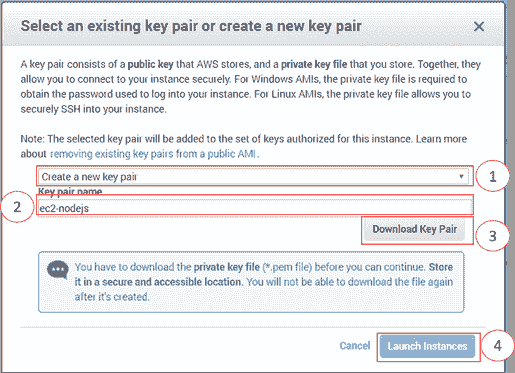 Select an existing key pair or create a new key pair
×
A key pair consists of a public key that AWS stores, and a private key file that you store. Together, they
allow you to connect to your instance securely. For Windows AMIs, the private key file is required to
obtain the password used to log into your instance. For Linux AMIs, the private key file allows you to
securely SSH into your instance.
Note: The selected key pair will be added to the set of keys authorized for this instance. Learn more
about removing existing key pairs from a public AMI.
Create a new key pair
1
Key pair name
2
ec2-nodejs
Download Key Pair
3
You have to download the private key file (*.pem file) before you can continue. Store
it in a secure and accessible location. You will not be able to download the file again
after it's created.
Cancel
Launch Instances
4